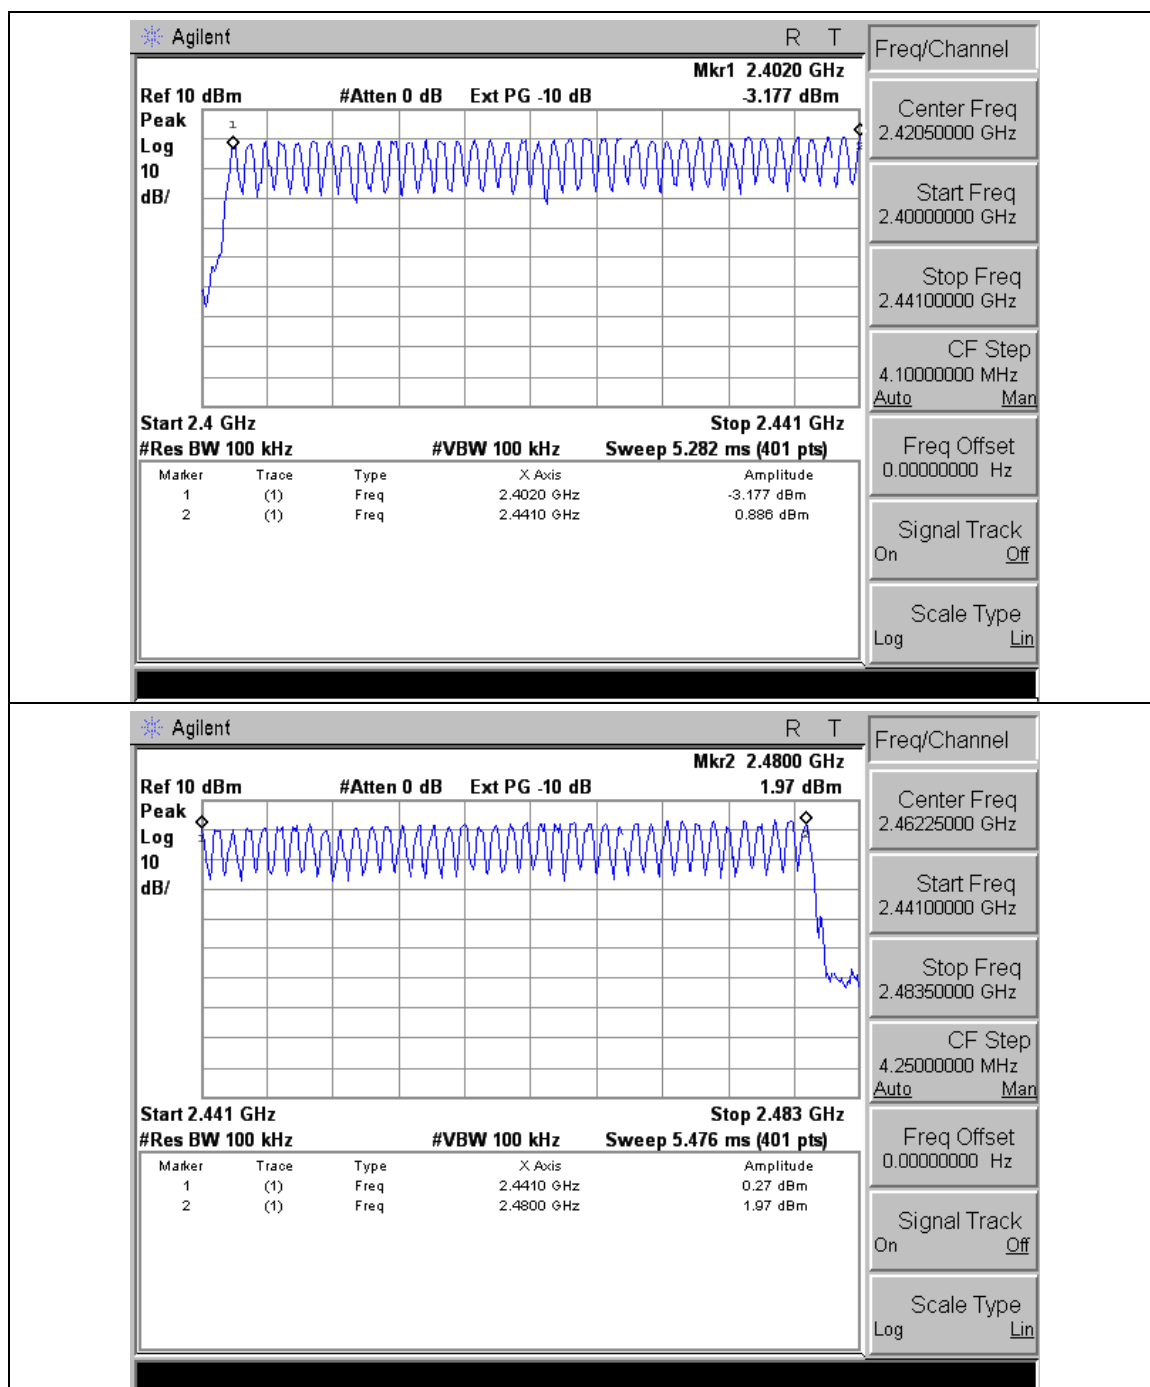 Agilent R T
Mkr1 2.4020 GHz
Ref 10 dBm #Atten 0 dB Ext PG -10 dB -3.177 dBm
Peak
Log
10
dB/
1
Start 2.4 GHz Stop 2.441 GHz
#Res BW 100 kHz #VBW 100 kHz Sweep 5.282 ms (401 pts)
Marker Trace Type X Axis Amplitude
1 (1) Freq 2.4020 GHz -3.177 dBm
2 (1) Freq 2.4410 GHz 0.886 dBm
Freq/Channel
Center Freq
2.42050000 GHz
Start Freq
2.40000000 GHz
Stop Freq
2.44100000 GHz
CF Step
4.10000000 MHz
Auto Man
Freq Offset
0.00000000 Hz
Signal Track
On Off
Scale Type
Log Lin
Agilent R T
Mkr2 2.4800 GHz
Ref 10 dBm #Atten 0 dB Ext PG -10 dB 1.97 dBm
Peak
Log
10
dB/
Start 2.441 GHz Stop 2.483 GHz
#Res BW 100 kHz #VBW 100 kHz Sweep 5.476 ms (401 pts)
Marker Trace Type X Axis Amplitude
1 (1) Freq 2.4410 GHz 0.27 dBm
2 (1) Freq 2.4800 GHz 1.97 dBm
Freq/Channel
Center Freq
2.46225000 GHz
Start Freq
2.44100000 GHz
Stop Freq
2.48350000 GHz
CF Step
4.25000000 MHz
Auto Man
Freq Offset
0.00000000 Hz
Signal Track
On Off
Scale Type
Log Lin